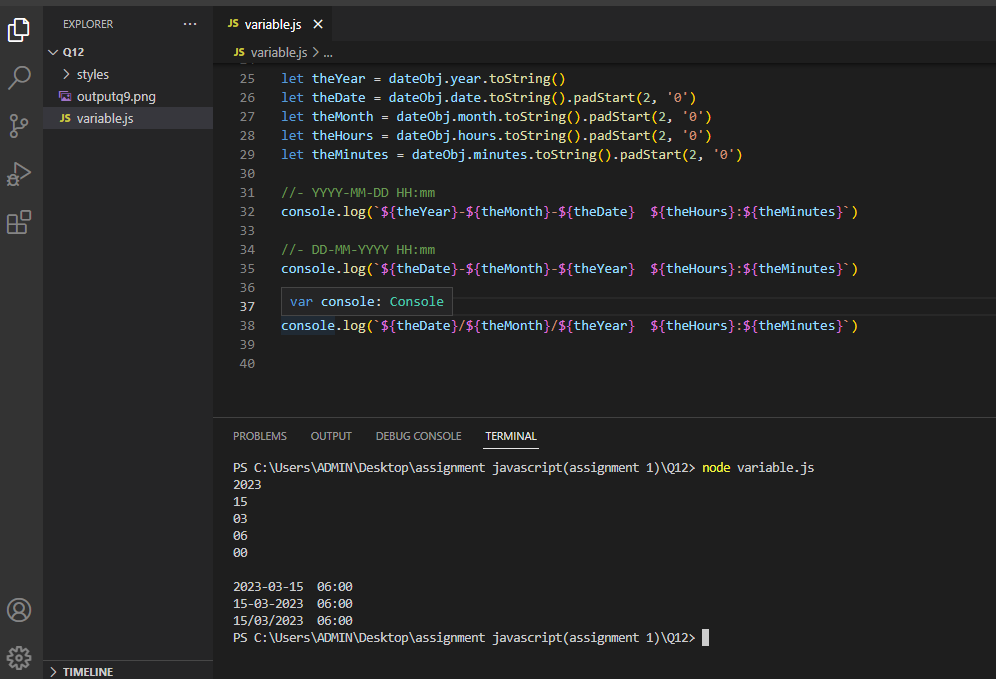 EXPLORER ...
JS variable.js ×
Q12
JS variable.js > ...
styles
outputq9.png
JS variable.js
25 let theYear = dateObj.year.toString()
26 let theDate = dateObj.date.toString().padStart(2, '0')
27 let theMonth = dateObj.month.toString().padStart(2, '0')
28 let theHours = dateObj.hours.toString().padStart(2, '0')
29 let theMinutes = dateObj.minutes.toString().padStart(2, '0')
30
31 //- YYYY-MM-DD HH:mm
32 console.log(`${theYear}-${theMonth}-${theDate}  ${theHours}:${theMinutes}`)
33
34 //- DD-MM-YYYY HH:mm
35 console.log(`${theDate}-${theMonth}-${theYear}  ${theHours}:${theMinutes}`)
36
var console: Console
37
38 console.log(`${theDate}/${theMonth}/${theYear}  ${theHours}:${theMinutes}`)
39
40
PROBLEMS OUTPUT DEBUG CONSOLE TERMINAL
PS C:\Users\ADMIN\Desktop\assignment javascript(assignment 1)\Q12> node variable.js
2023
15
03
06
00
2023-03-15  06:00
15-03-2023  06:00
15/03/2023  06:00
PS C:\Users\ADMIN\Desktop\assignment javascript(assignment 1)\Q12>
TIMELINE